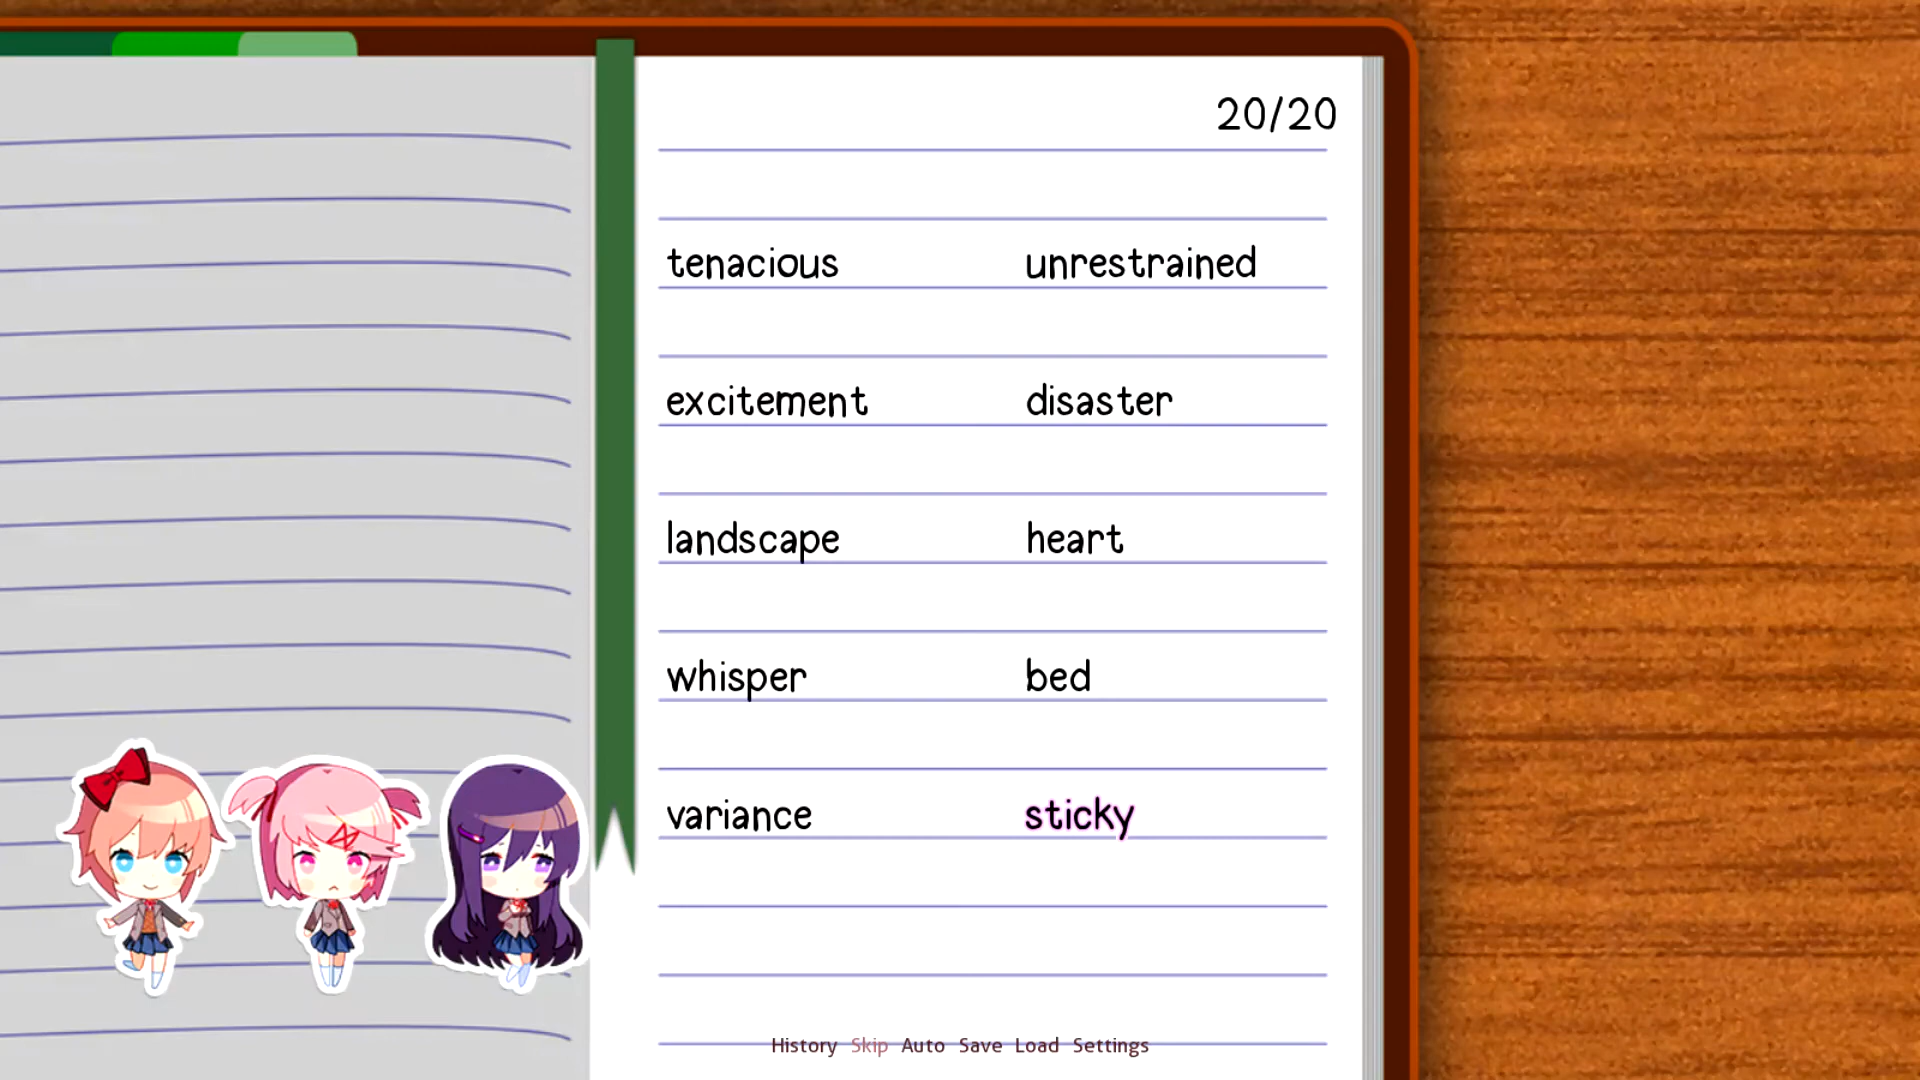 20/20
tenacious unrestrained
excitement disaster
landscape heart
whisper bed
variance sticky
History Skip Auto Save Load Settings